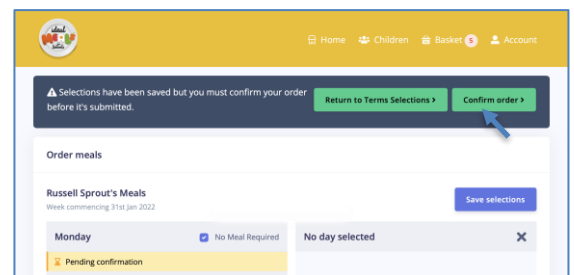 Home Children Basket 5 Account
Selections have been saved but you must confirm your order
before it's submitted.
Return to Terms Selections >
Confirm order >
Order meals
Russell Sprout's Meals
Week commencing 31st Jan 2022
Save selections
Monday No Meal Required
No day selected
Pending confirmation